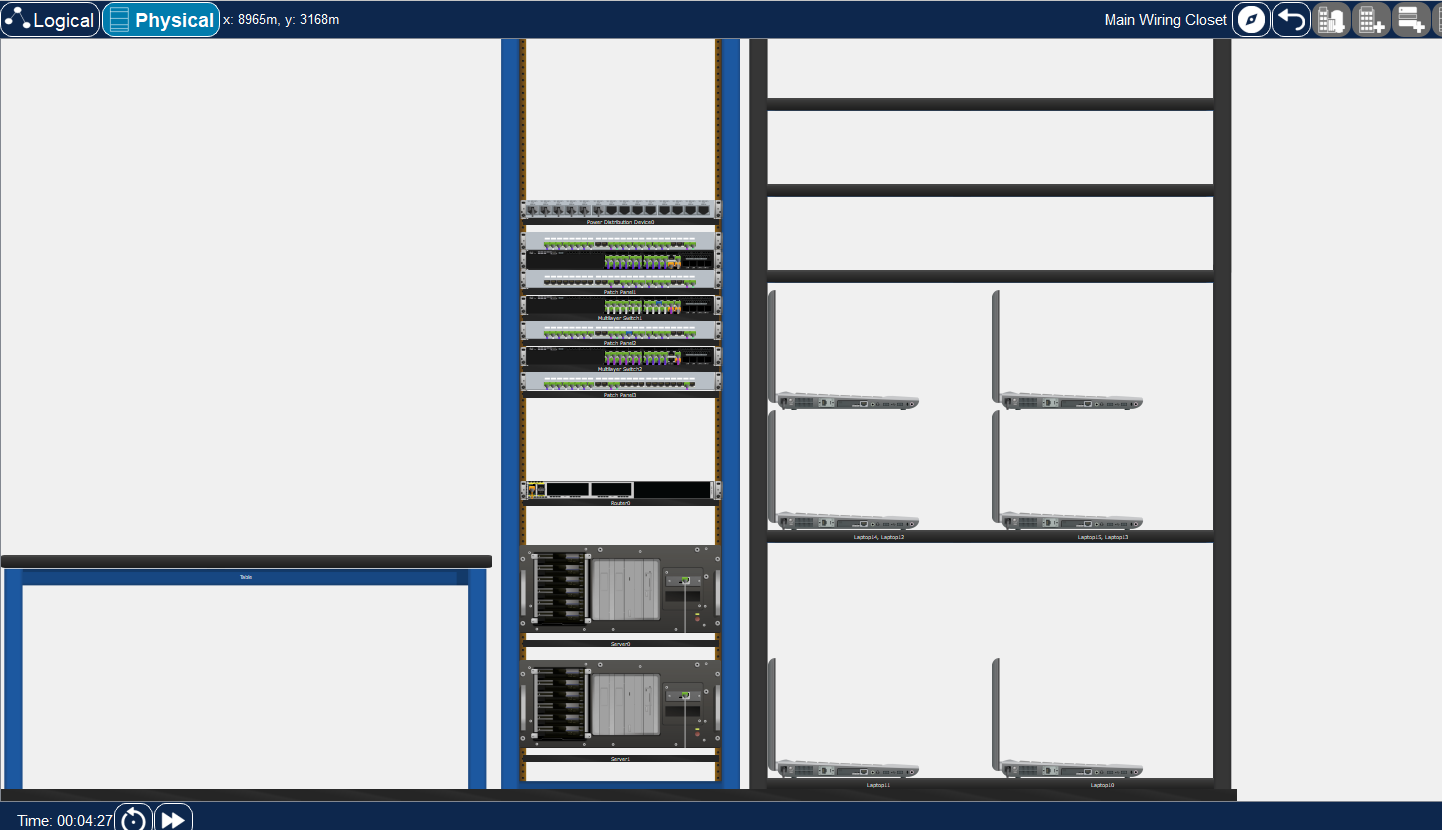 Logical
Physical
x: 8965m, y: 3168m
Main Wiring Closet
Power Distribution Device0
Patch Panel1
Multilayer Switch1
Patch Panel2
Multilayer Switch2
Patch Panel3
Router0
Laptop14, Laptop12
Laptop15, Laptop13
Table
Server0
Server1
Laptop11
Laptop10
Time: 00:04:27